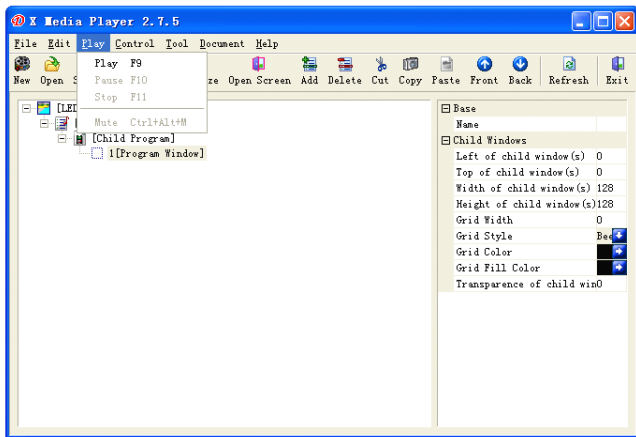 X Media Player 2.7.5
File Edit Play Control Tool Document Help
New Open Open Screen Add Delete Cut Copy Paste Front Back Refresh Exit
Play F9
Pause F10
Stop F11
Mute Ctrl+Alt+M
[Child Program]
1[Program Window]
Base
Name
Child Windows
Left of child window(s) 0
Top of child window(s) 0
Width of child window(s) 128
Height of child window(s) 128
Grid Width 0
Grid Style
Grid Color
Grid Fill Color
Transparence of child win 0